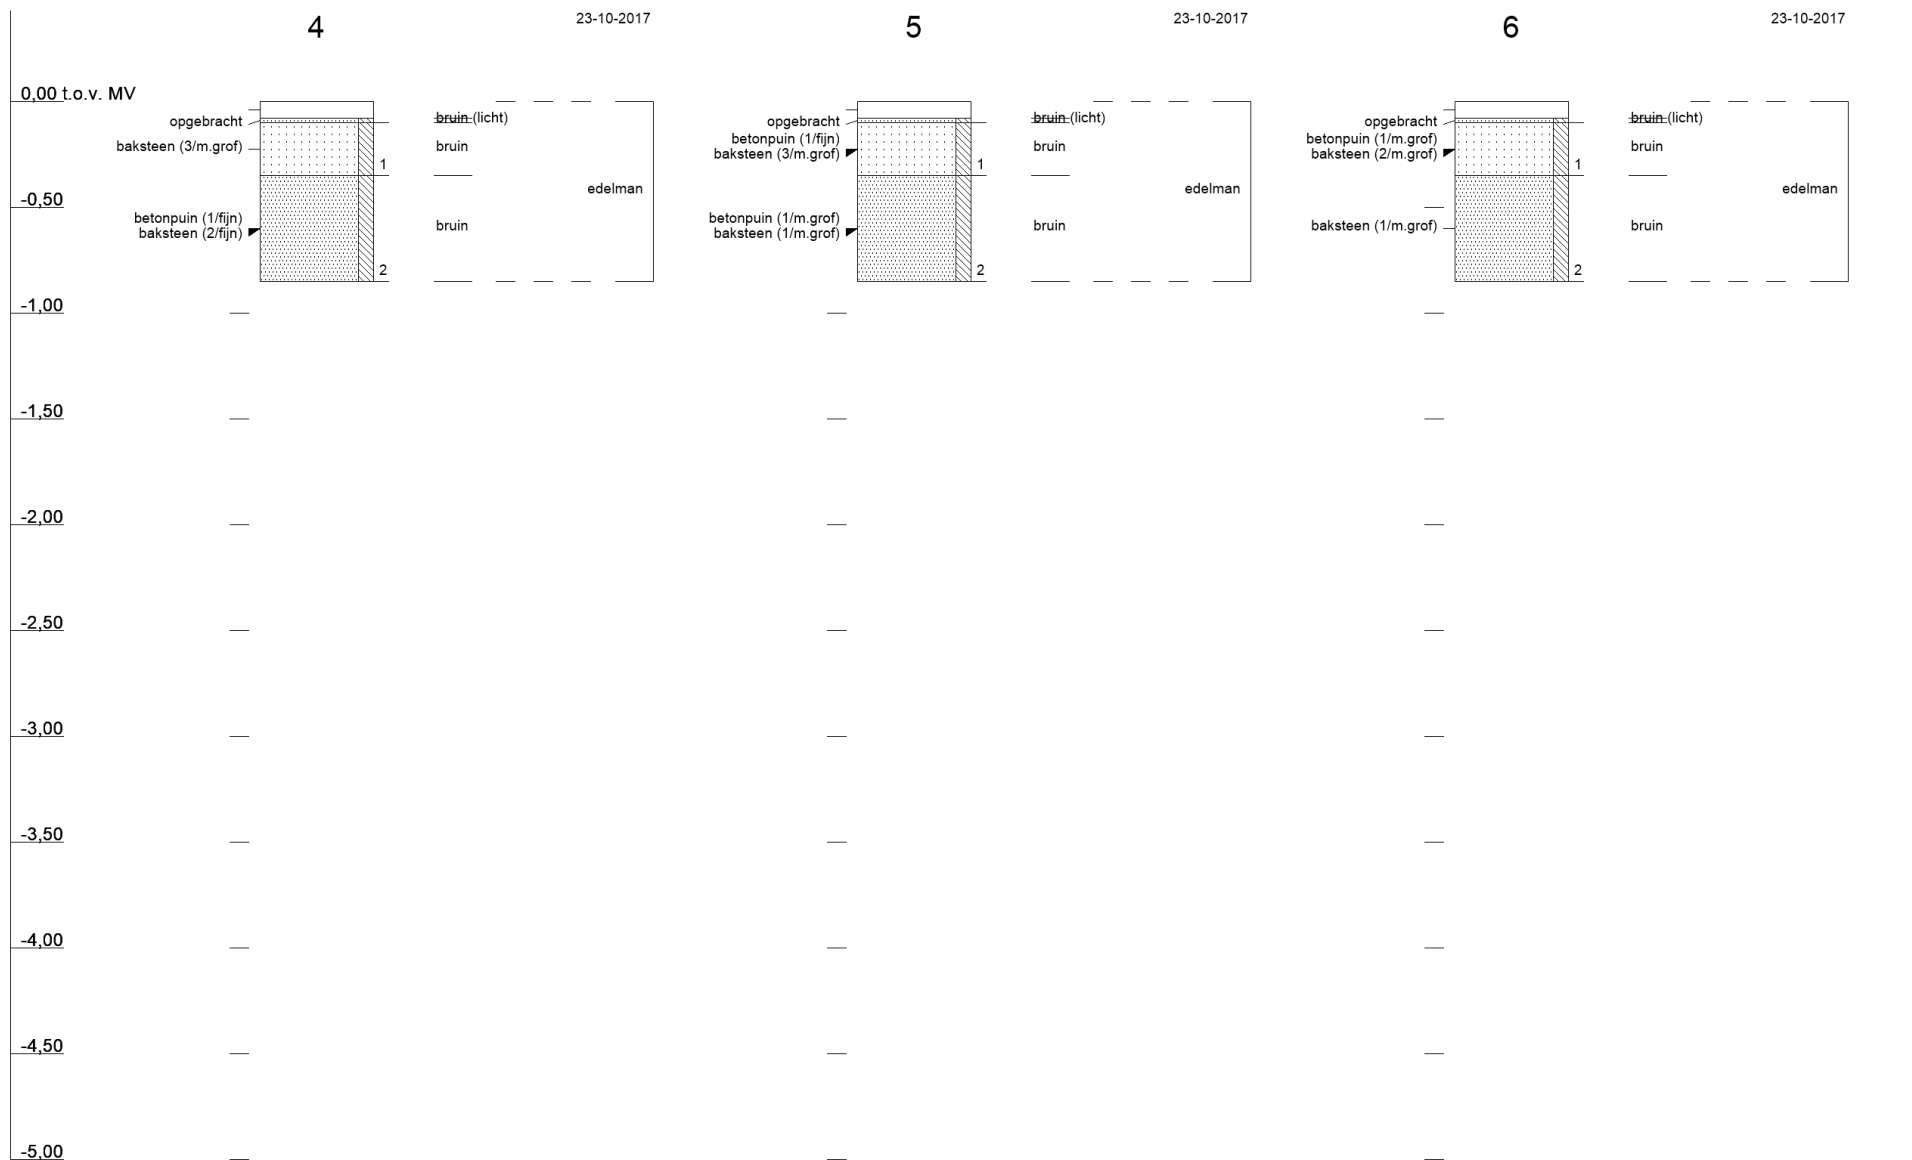 4
23-10-2017
5
23-10-2017
6
23-10-2017
0,00 t.o.v. MV
-0,50
-1,00
-1,50
-2,00
-2,50
-3,00
-3,50
-4,00
-4,50
-5,00
opgebracht
baksteen (3/m.grof)
betonpuin (1/fijn)
baksteen (2/fijn)
1
2
bruin (licht)
bruin
bruin
edelman
opgebracht
betonpuin (1/fijn)
baksteen (3/m.grof)
betonpuin (1/m.grof)
baksteen (1/m.grof)
1
2
bruin (licht)
bruin
bruin
edelman
opgebracht
betonpuin (1/m.grof)
baksteen (2/m.grof)
baksteen (1/m.grof)
1
2
bruin (licht)
bruin
bruin
edelman